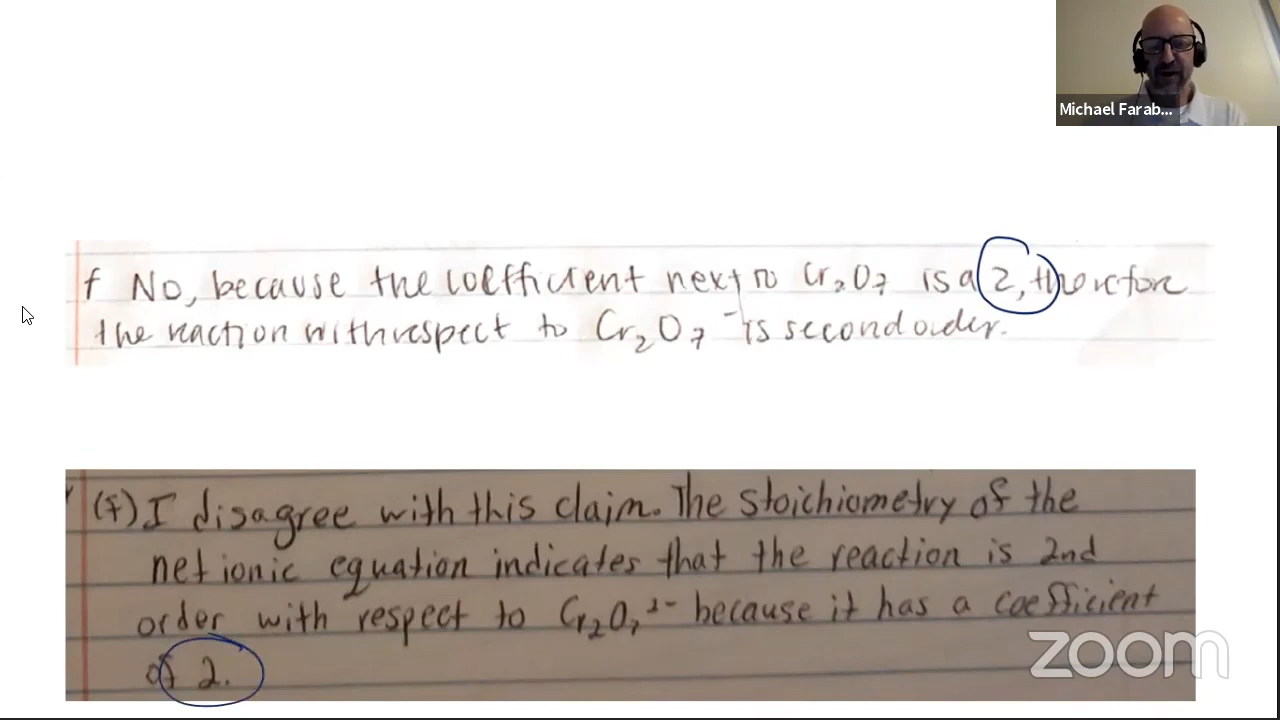 Michael Farab...
f No, because the coefficient next to Cr₂O₇ is a 2, therefore
the reaction with respect to Cr₂O₇⁻ is second order.
(f) I disagree with this claim. The stoichiometry of the
net ionic equation indicates that the reaction is 2nd
order with respect to Cr₂O₇²⁻ because it has a coefficient
of 2.
zoom